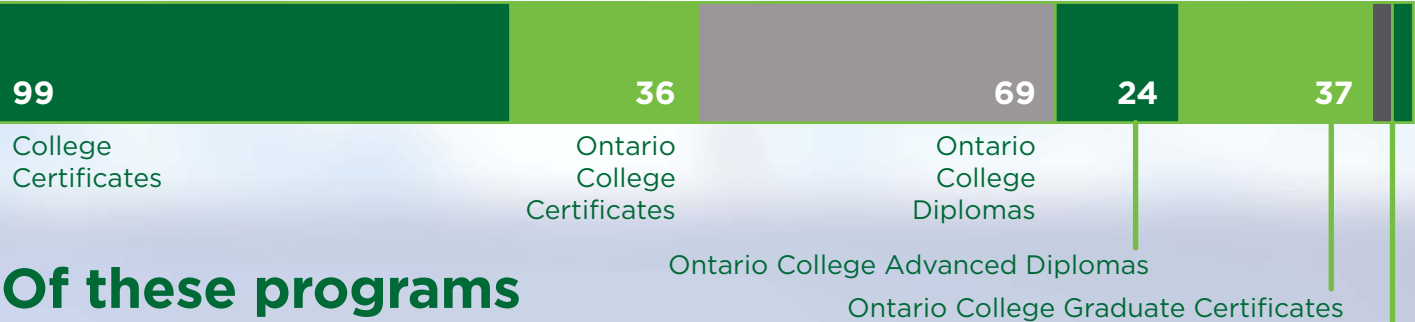 99
36
69
24
37
College
Certificates
Ontario
College
Certificates
Ontario
College
Diplomas
Ontario College Advanced Diplomas
Of these programs
Ontario College Graduate Certificates